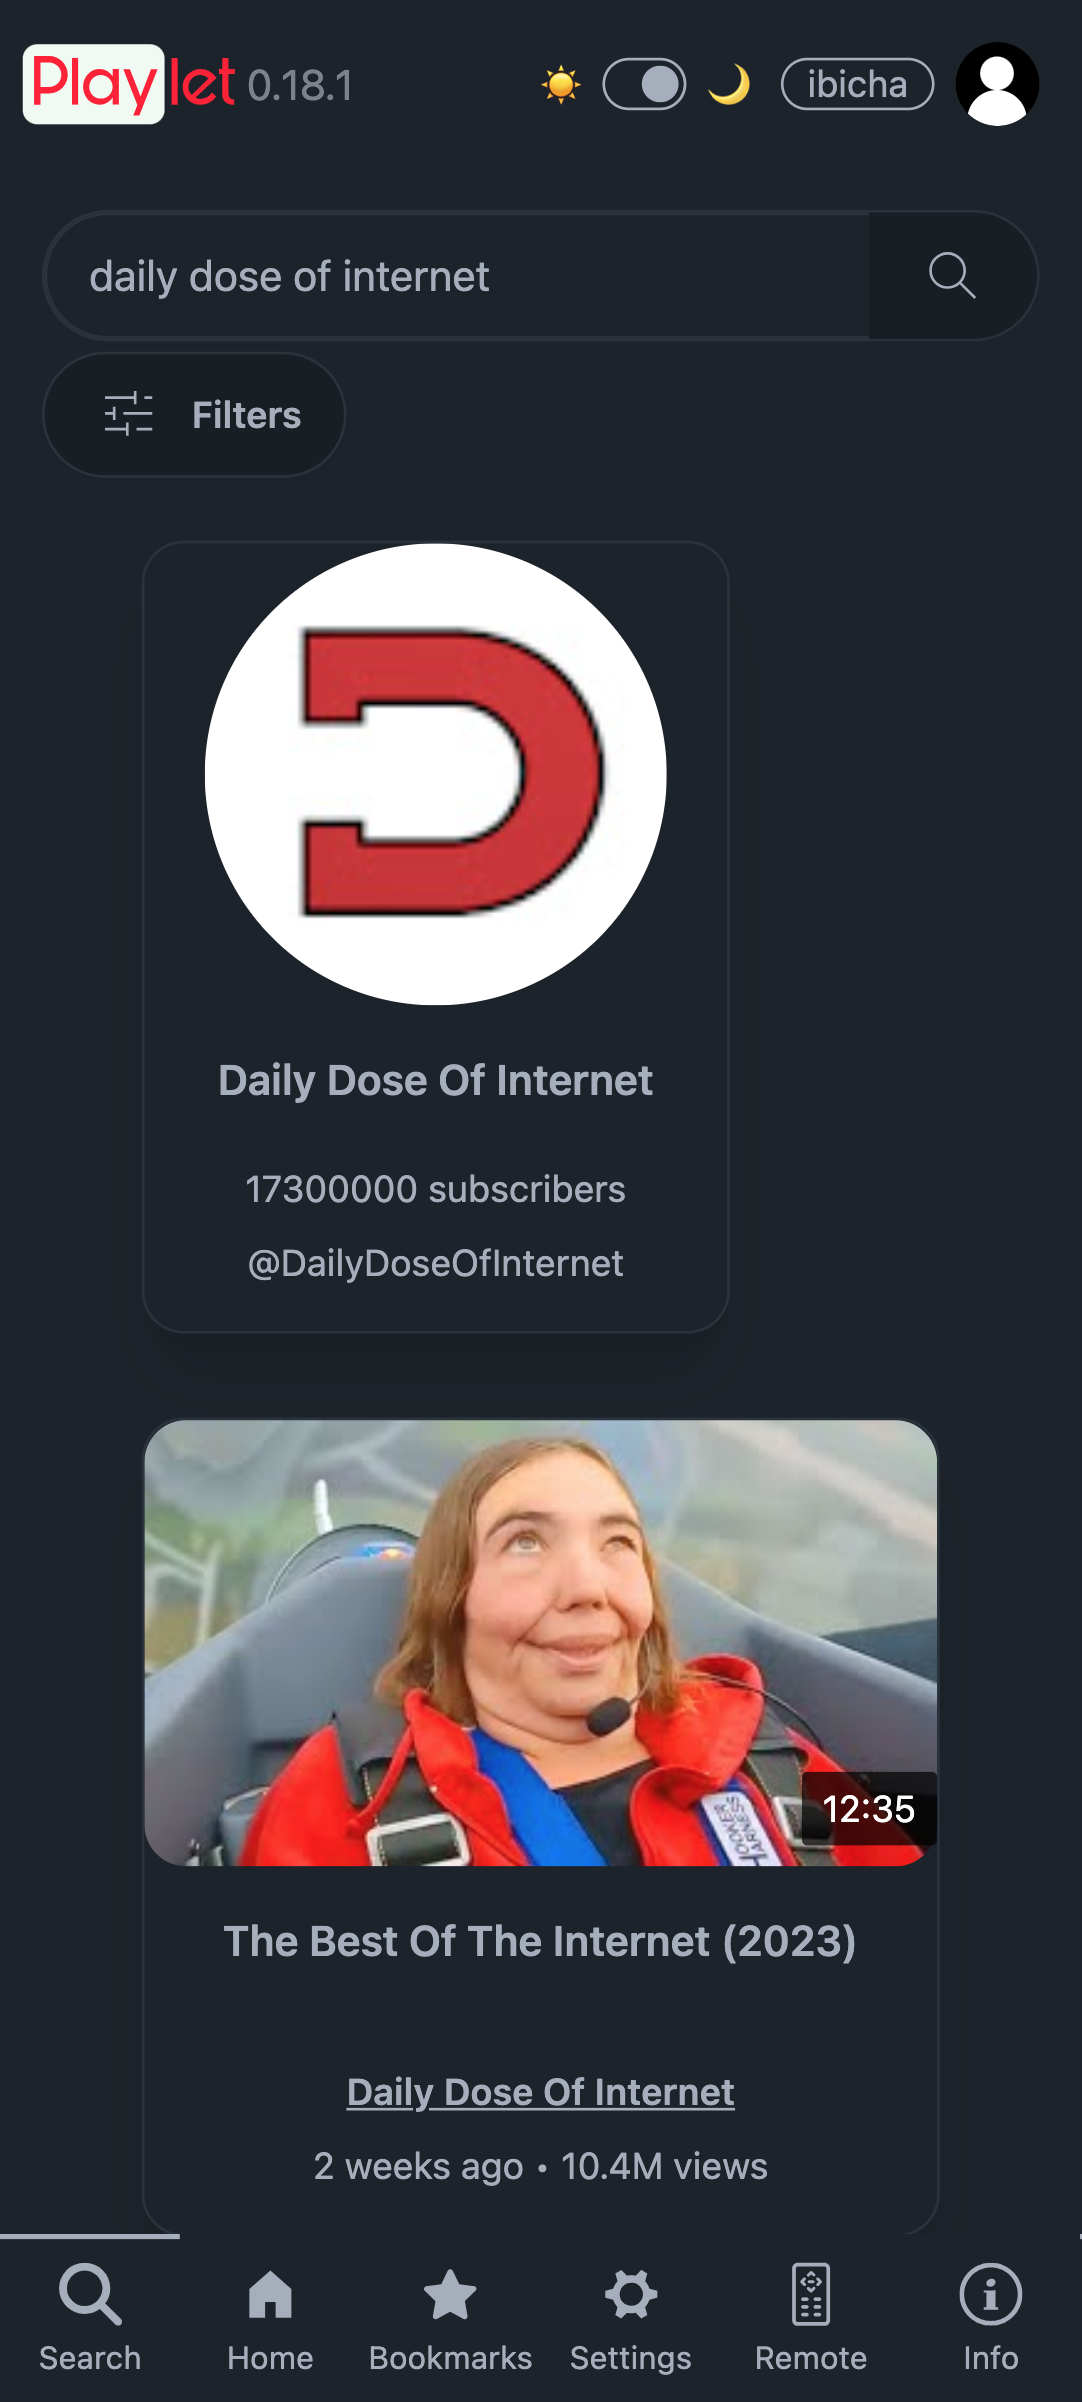 Playlet 0.18.1
ibicha
daily dose of internet
Filters
Daily Dose Of Internet
17300000 subscribers
@DailyDoseOfInternet
HOOKER
HARNESS
12:35
The Best Of The Internet (2023)
Daily Dose Of Internet
2 weeks ago • 10.4M views
Search Home Bookmarks Settings Remote Info